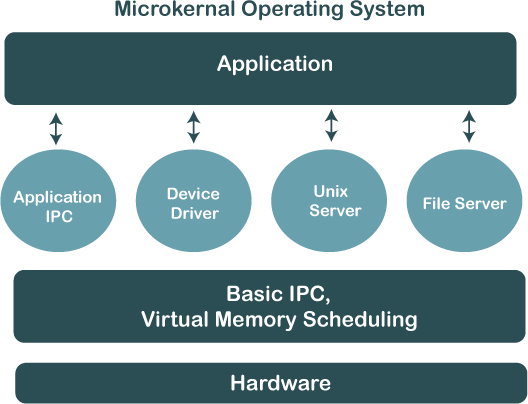 Microkernal Operating System
Application
Application
IPC
Device
Driver
Unix
Server
File Server
Basic IPC,
Virtual Memory Scheduling
Hardware